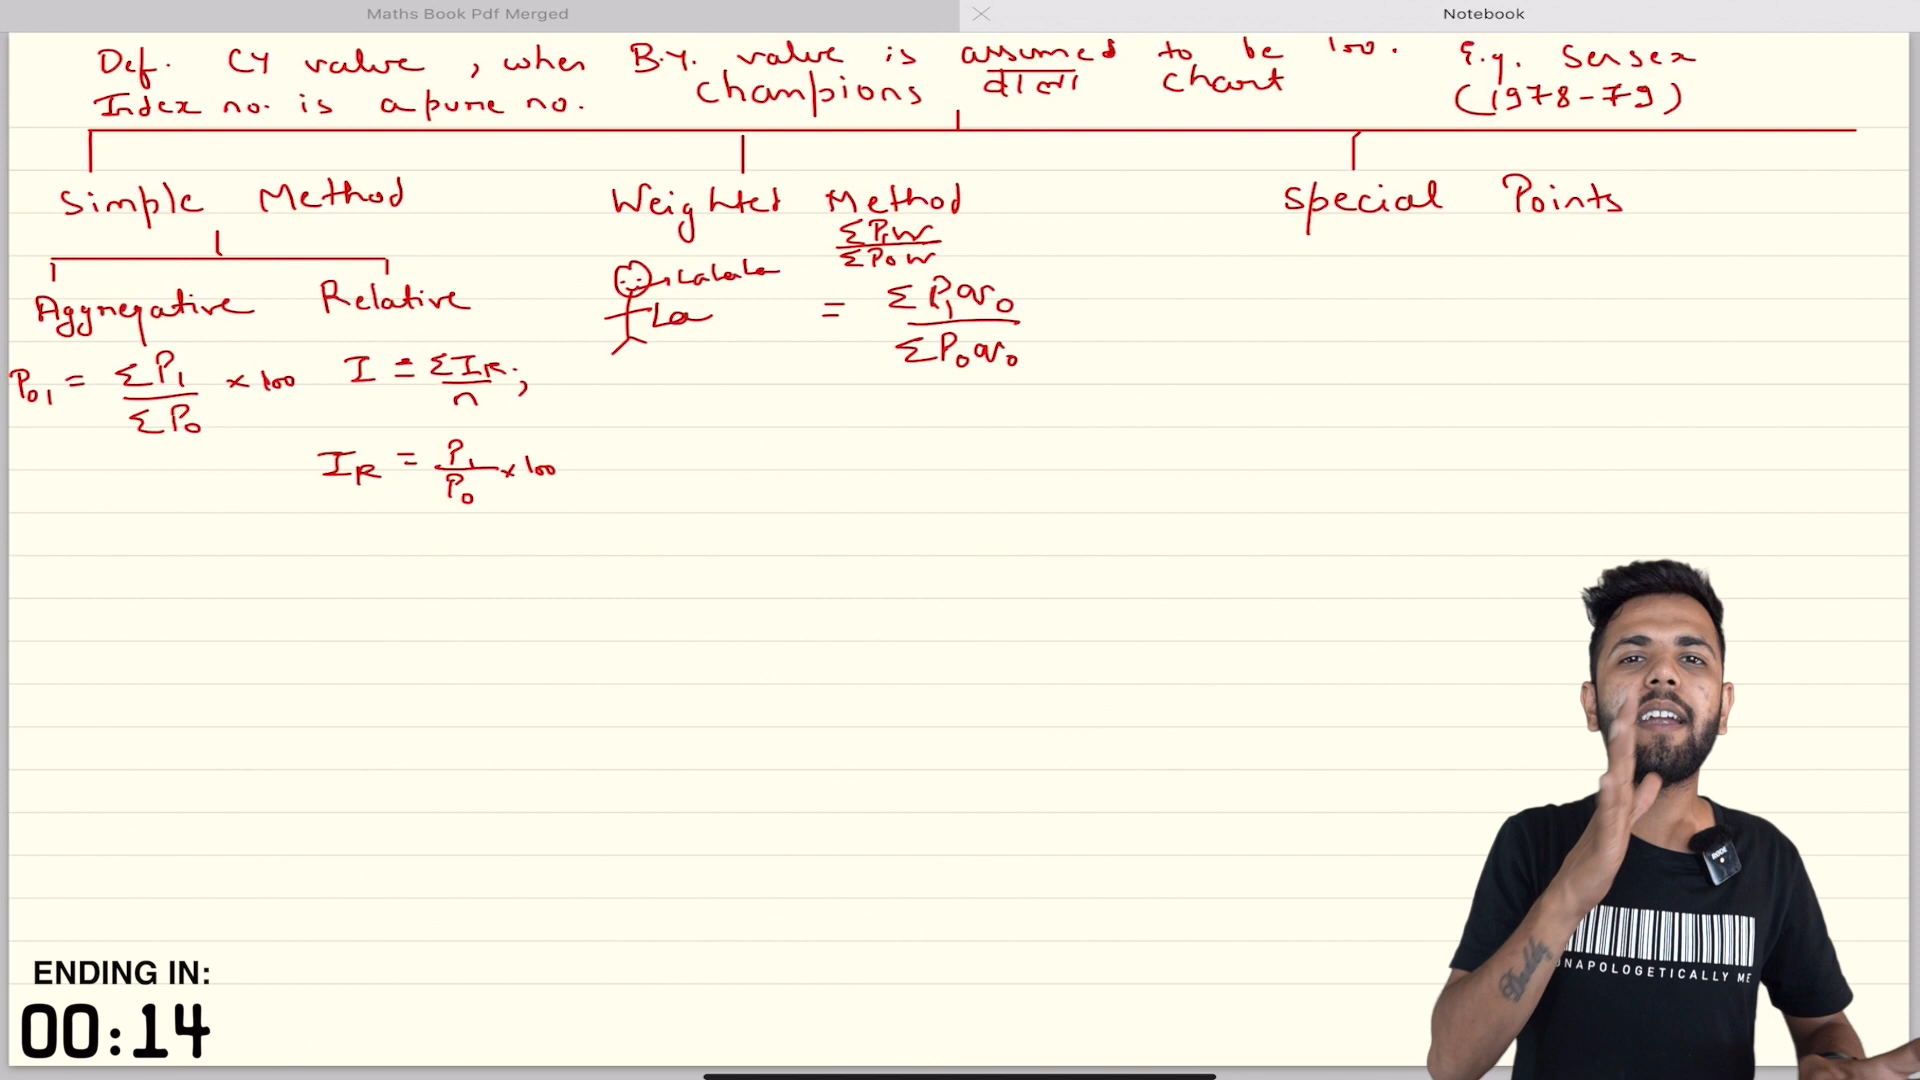 Maths Book Pdf Merged
Notebook
Def. CY value, when B.Y. value is assumed to be 100. E.g. Sensex
Index no. is a pure no. champions वाला chart (1978-79)
Simple Method
Weighted Method
Special Points
ΣP₁w / ΣP₀w
Aggregative
Relative
Lalala
La
= ΣP₁q₀ / ΣP₀q₀
P₀₁ = ΣP₁ / ΣP₀ × 100
I = ΣI_R / n ;
I_R = P₁ / P₀ × 100
RODE
UNAPOLOGETICALLY ME
ENDING IN:
00:14